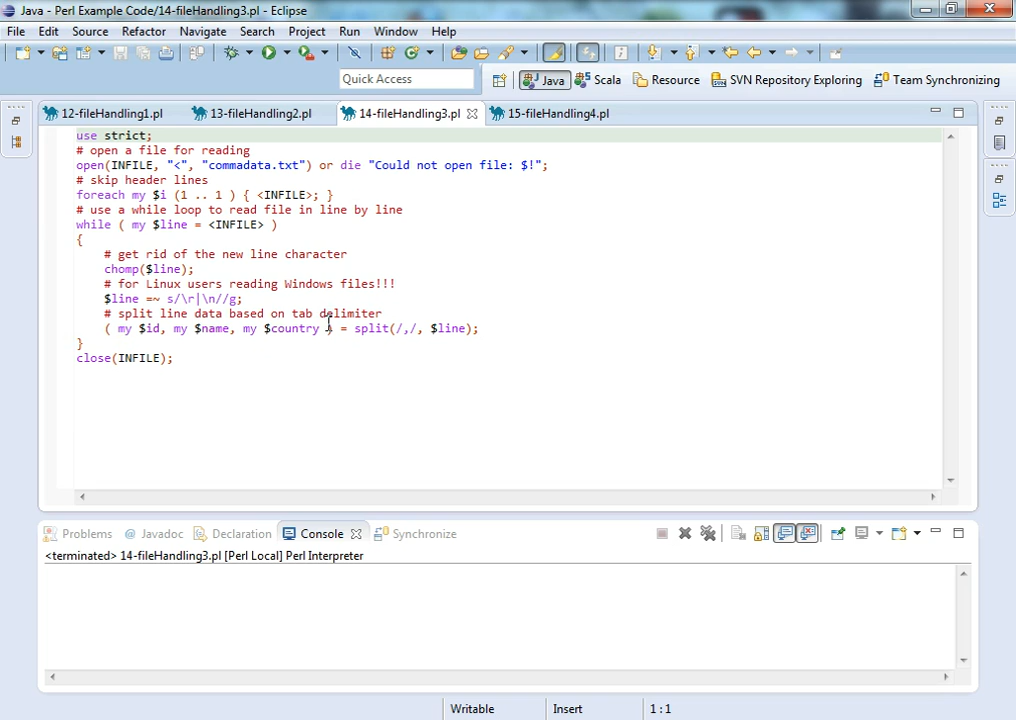 Java - Perl Example Code/14-fileHandling3.pl - Eclipse
File Edit Source Refactor Navigate Search Project Run Window Help
Quick Access
Java Scala Resource SVN Repository Exploring Team Synchronizing
12-fileHandling1.pl 13-fileHandling2.pl 14-fileHandling3.pl 15-fileHandling4.pl
use strict;
# open a file for reading
open(INFILE, "<", "commadata.txt") or die "Could not open file: $!";
# skip header lines
foreach my $i (1 .. 1 ) { <INFILE>; }
# use a while loop to read file in line by line
while ( my $line = <INFILE> )
{
# get rid of the new line character
chomp($line);
# for Linux users reading Windows files!!!
$line =~ s/\r|\n//g;
# split line data based on tab delimiter
( my $id, my $name, my $country ) = split(/,/, $line);
}
close(INFILE);
Problems @ Javadoc Declaration Console Synchronize
<terminated> 14-fileHandling3.pl [Perl Local] Perl Interpreter
Writable Insert 1 : 1